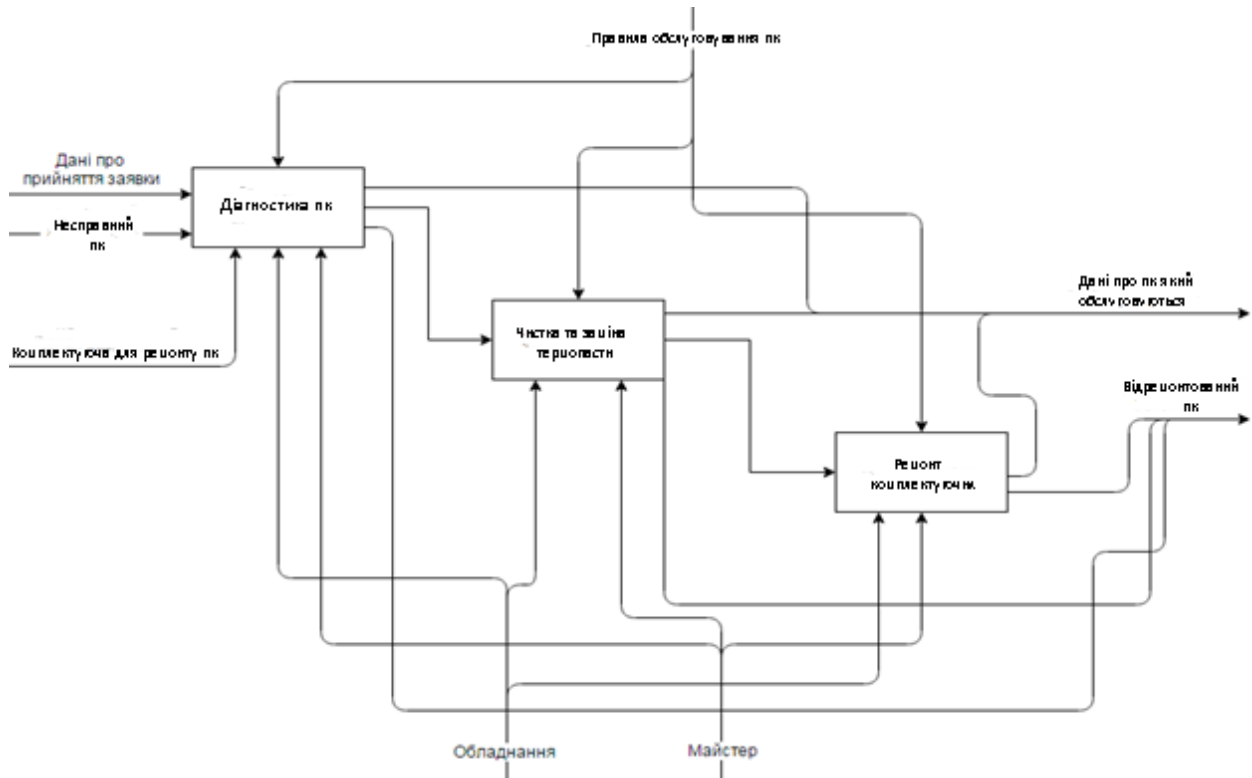 Правила обслуговування пк
Дані про
прийняття заявки
Діагностика пк
Несправний
пк
Комплектуюча для ремонту пк
Чистка та заміна
термопасти
Дані про пк який
обслуговуються
Відремонтований
пк
Ремонт
комплектуючих
Обладнання
Майстер